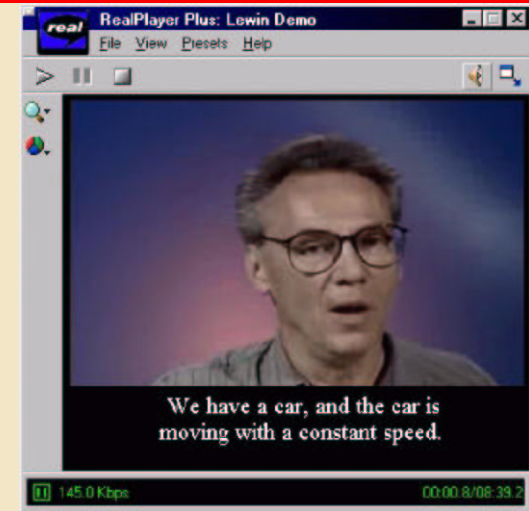 real
RealPlayer Plus: Lewin Demo
File View Presets Help
We have a car, and the car is
moving with a constant speed.
145.0 Kbps 00:00.8/08:39.2